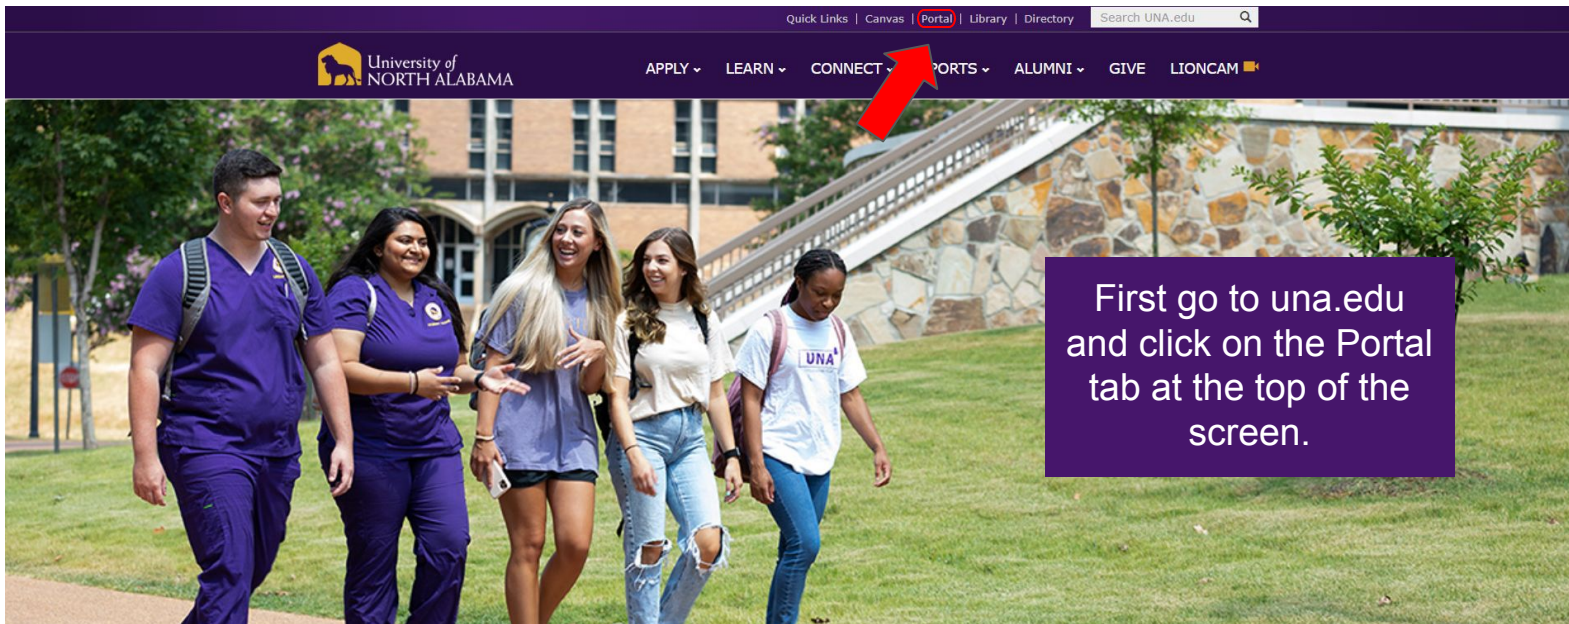 Quick Links | Canvas | Portal | Library | Directory
Search UNA.edu
University of
NORTH ALABAMA
APPLY LEARN CONNECT PORTS ALUMNI GIVE LIONCAM
UNA
First go to una.edu
and click on the Portal
tab at the top of the
screen.